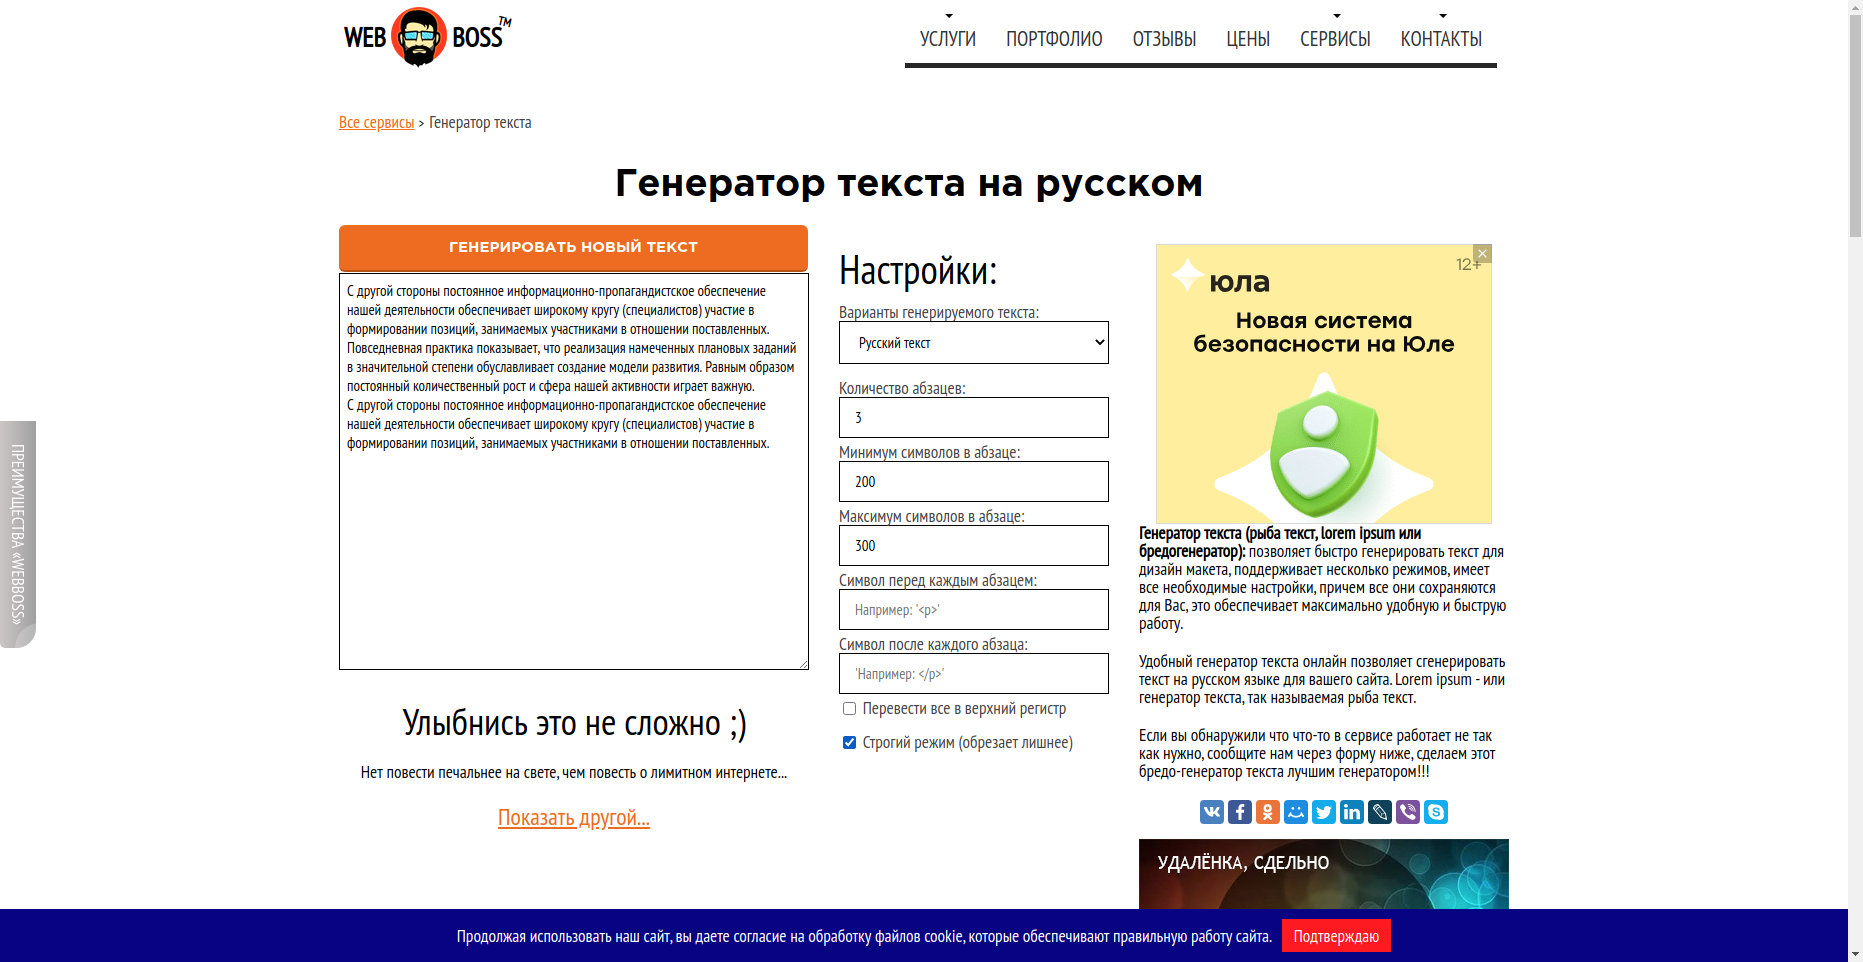 WEB BOSS TM
УСЛУГИ ПОРТФОЛИО ОТЗЫВЫ ЦЕНЫ СЕРВИСЫ КОНТАКТЫ
Все сервисы > Генератор текста
Генератор текста на русском
ГЕНЕРИРОВАТЬ НОВЫЙ ТЕКСТ
С другой стороны постоянное информационно-пропагандистское обеспечение
нашей деятельности обеспечивает широкому кругу (специалистов) участие в
формировании позиций, занимаемых участниками в отношении поставленных.
Повседневная практика показывает, что реализация намеченных плановых заданий
в значительной степени обуславливает создание модели развития. Равным образом
постоянный количественный рост и сфера нашей активности играет важную.
С другой стороны постоянное информационно-пропагандистское обеспечение
нашей деятельности обеспечивает широкому кругу (специалистов) участие в
формировании позиций, занимаемых участниками в отношении поставленных.
Улыбнись это не сложно ;)
Нет повести печальнее на свете, чем повесть о лимитном интернете...
Показать другой...
Настройки:
Варианты генерируемого текста:
Русский текст
Количество абзацев:
3
Минимум символов в абзаце:
200
Максимум символов в абзаце:
300
Символ перед каждым абзацем:
Например: '<p>'
Символ после каждого абзаца:
'Например: </p>'
Перевести все в верхний регистр
Строгий режим (обрезает лишнее)
юла
12+
Новая система
безопасности на Юле
Генератор текста (рыба текст, lorem ipsum или
бредогенератор): позволяет быстро генерировать текст для
дизайн макета, поддерживает несколько режимов, имеет
все необходимые настройки, причем все они сохраняются
для Вас, это обеспечивает максимально удобную и быструю
работу.
Удобный генератор текста онлайн позволяет сгенерировать
текст на русском языке для вашего сайта. Lorem ipsum - или
генератор текста, так называемая рыба текст.
Если вы обнаружили что что-то в сервисе работает не так
как нужно, сообщите нам через форму ниже, сделаем этот
бредо-генератор текста лучшим генератором!!!
УДАЛЁНКА, СДЕЛЬНО
ПРЕИМУЩЕСТВА «WEBBOSS»
Продолжая использовать наш сайт, вы даете согласие на обработку файлов cookie, которые обеспечивают правильную работу сайта. Подтверждаю